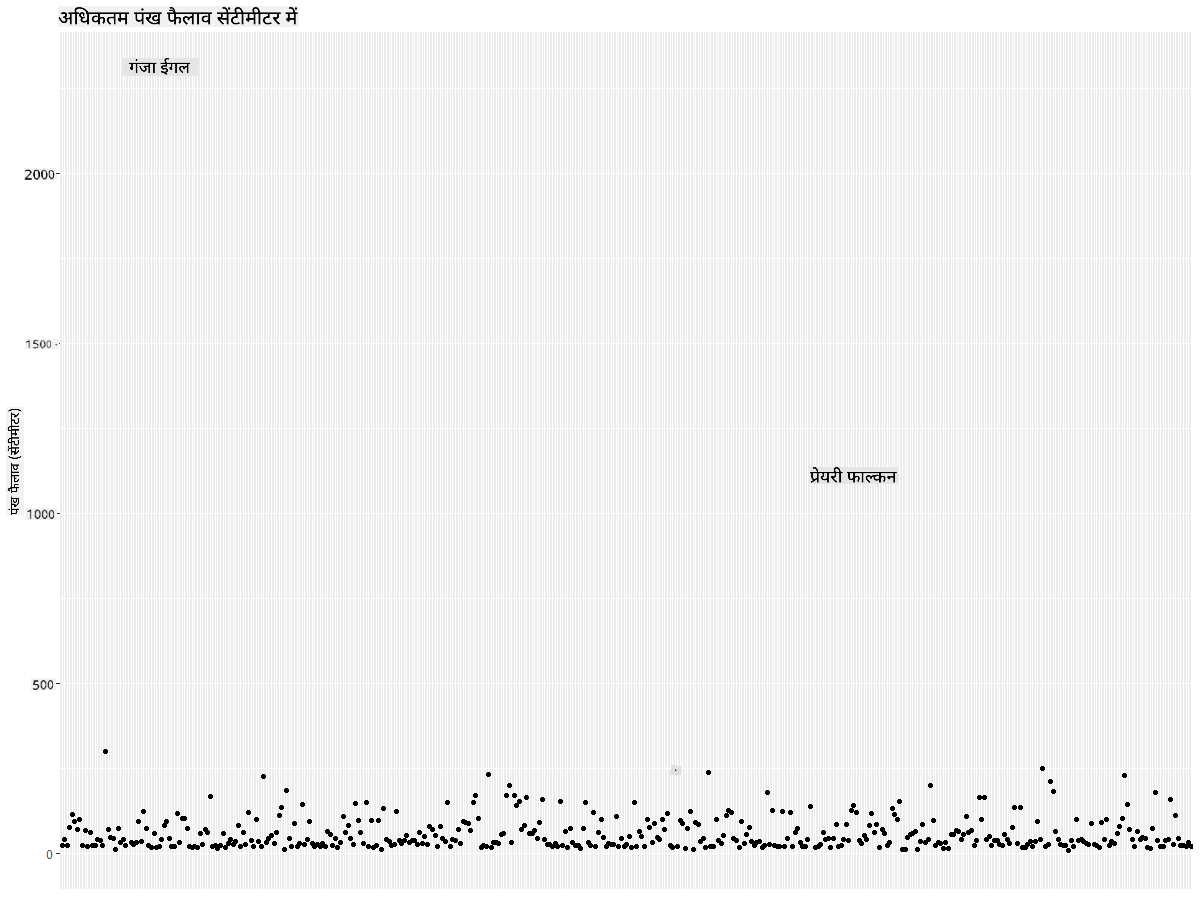 अधिकतम पंख फैलाव सेंटीमीटर में
गंजा ईगल
2000
1500
पंख फैलाव (सेंटीमीटर)
प्रेयरी फाल्कन
1000
500
0